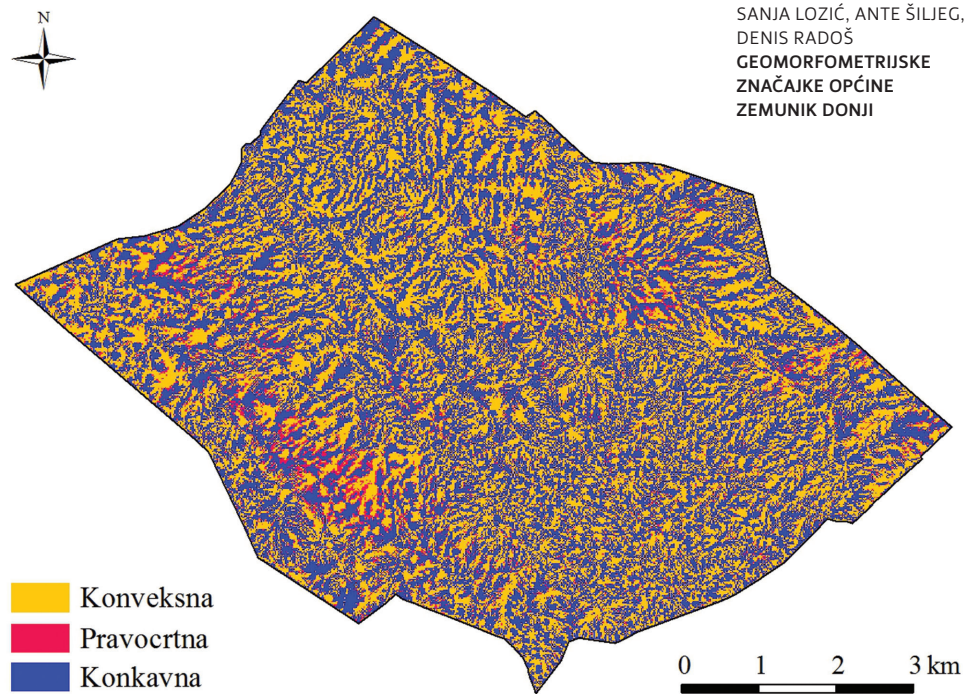 N
SANJA LOZIĆ, ANTE ŠILJEG,
DENIS RADOŠ
GEOMORFOMETRIJSKE
ZNAČAJKE OPĆINE
ZEMUNIK DONJI
Konveksna
Pravocrtna
Konkavna
0 1 2 3 km